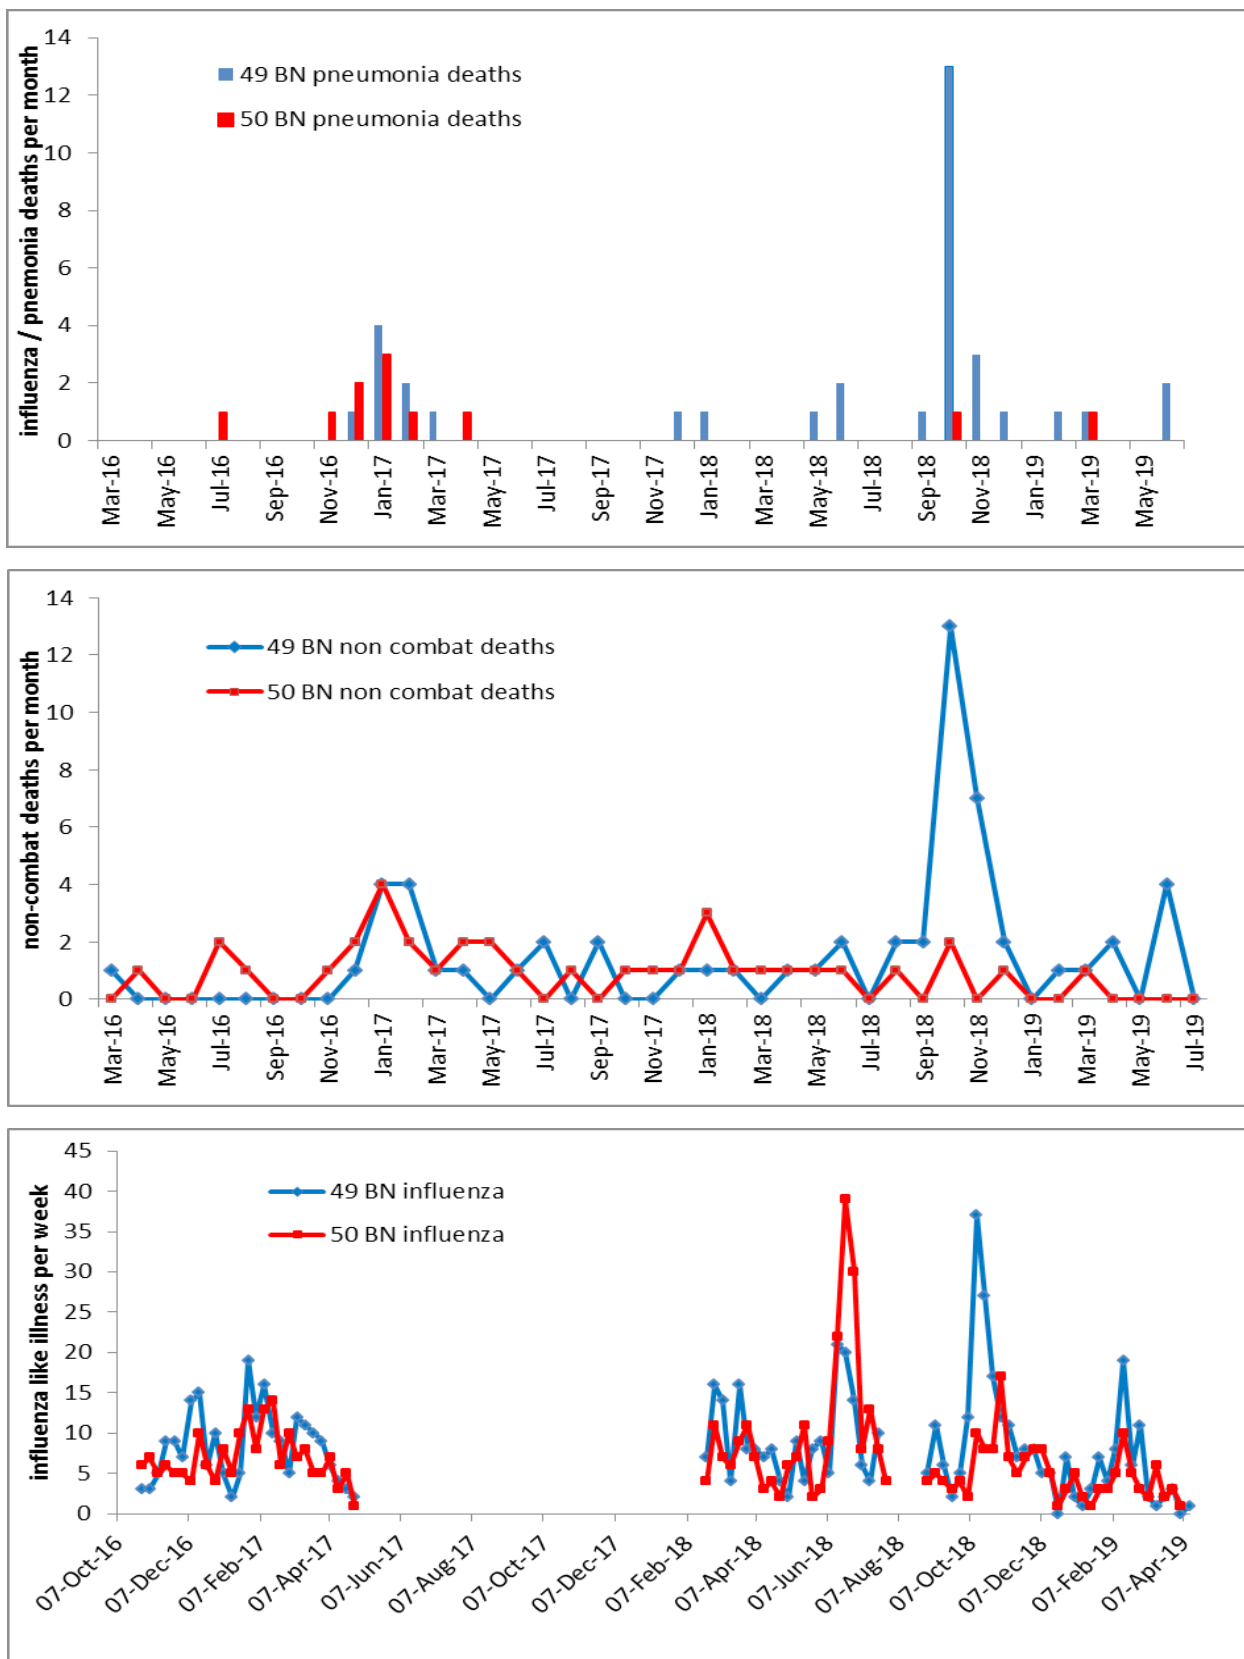 influenza / pnemonia deaths per month
14
12
10
8
6
4
2
0
49 BN pneumonia deaths
50 BN pneumonia deaths
Mar-16
May-16
Jul-16
Sep-16
Nov-16
Jan-17
Mar-17
May-17
Jul-17
Sep-17
Nov-17
Jan-18
Mar-18
May-18
Jul-18
Sep-18
Nov-18
Jan-19
Mar-19
May-19
non-combat deaths per month
14
12
10
8
6
4
2
0
49 BN non combat deaths
50 BN non combat deaths
Mar-16
May-16
Jul-16
Sep-16
Nov-16
Jan-17
Mar-17
May-17
Jul-17
Sep-17
Nov-17
Jan-18
Mar-18
May-18
Jul-18
Sep-18
Nov-18
Jan-19
Mar-19
May-19
Jul-19
influenza like illness per week
45
40
35
30
25
20
15
10
5
0
49 BN influenza
50 BN influenza
07-Oct-16
07-Dec-16
07-Feb-17
07-Apr-17
07-Jun-17
07-Aug-17
07-Oct-17
07-Dec-17
07-Feb-18
07-Apr-18
07-Jun-18
07-Aug-18
07-Oct-18
07-Dec-18
07-Feb-19
07-Apr-19